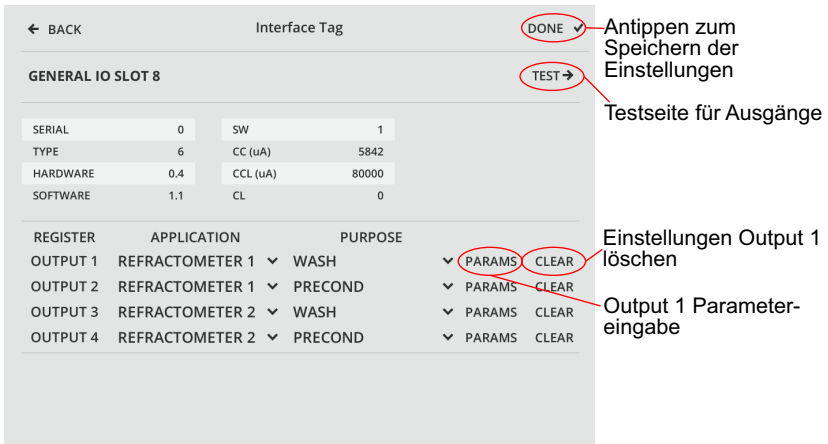 BACK Interface Tag DONE
Antippen zum
Speichern der
Einstellungen
GENERAL IO SLOT 8 TEST
Testseite für Ausgänge
SERIAL 0 SW 1
TYPE 6 CC (uA) 5842
HARDWARE 0.4 CCL (uA) 80000
SOFTWARE 1.1 CL 0
REGISTER APPLICATION PURPOSE
OUTPUT 1 REFRACTOMETER 1 WASH PARAMS CLEAR
OUTPUT 2 REFRACTOMETER 1 PRECOND PARAMS CLEAR
OUTPUT 3 REFRACTOMETER 2 WASH PARAMS CLEAR
OUTPUT 4 REFRACTOMETER 2 PRECOND PARAMS CLEAR
Einstellungen Output 1
löschen
Output 1 Parameter-
eingabe